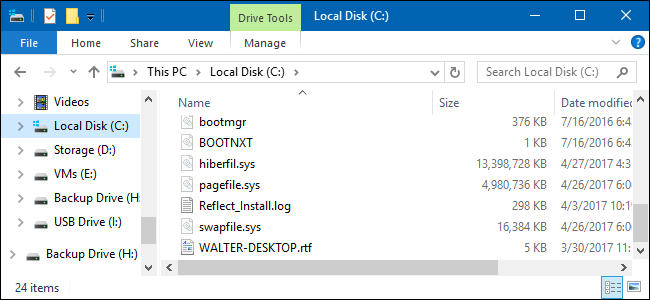 Drive Tools
Local Disk (C:)
File Home Share View Manage
This PC Local Disk (C:)
Search Local Disk (C:)
Name Size Date modified
Videos
Local Disk (C:)
Storage (D:)
VMs (E:)
Backup Drive (
USB Drive (I:)
Backup Drive (H:)
bootmgr 376 KB 7/16/2016 6:4
BOOTNXT 1 KB 7/16/2016 6:4
hiberfil.sys 13,398,728 KB 4/27/2017 4:3
pagefile.sys 4,980,736 KB 4/26/2017 6:0
Reflect_Install.log 298 KB 4/3/2017 10:1
swapfile.sys 16,384 KB 4/26/2017 6:0
WALTER-DESKTOP.rtf 5 KB 3/30/2017 11:
24 items